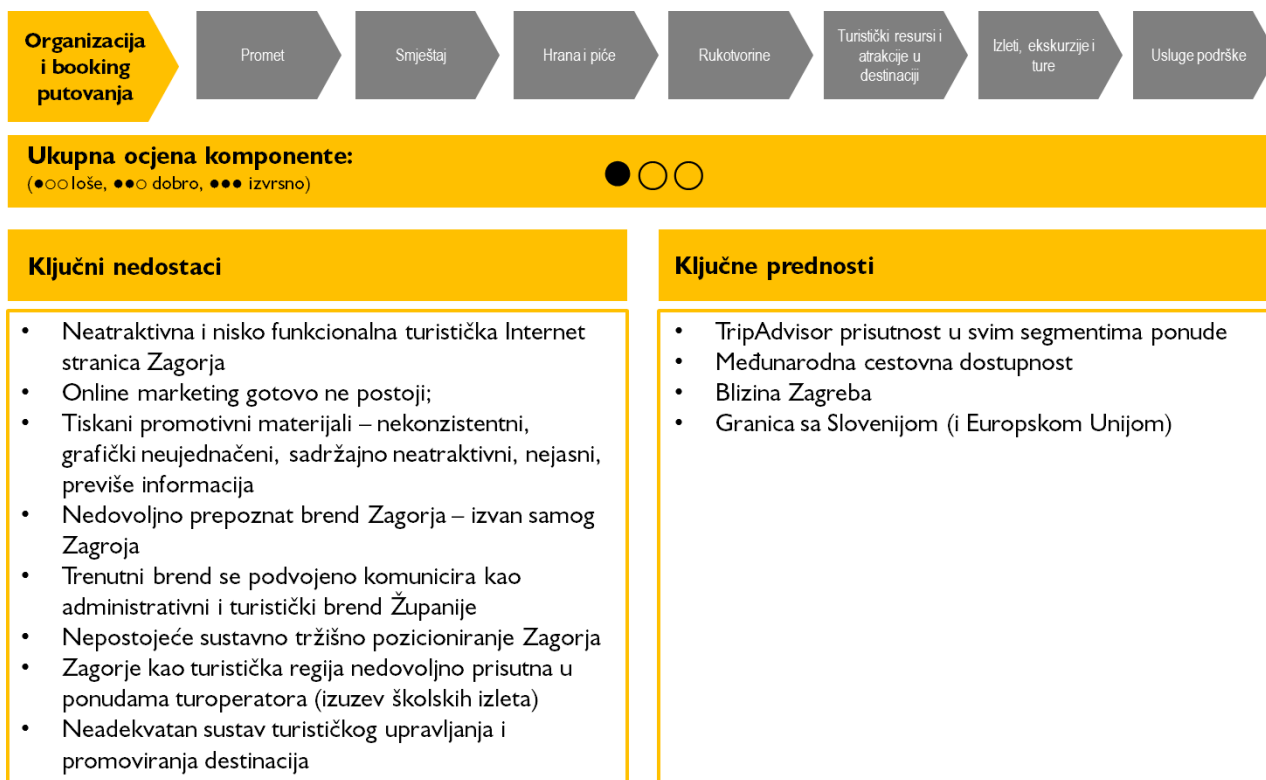 Organizacija
i booking
putovanja
Promet
Smještaj
Hrana i piće
Rukotvorine
Turistički resursi i
atrakcije u
destinaciji
Izleti, ekskurzije i
ture
Usluge podrške
Ukupna ocjena komponente:
(●○○ loše, ●●○ dobro, ●●● izvrsno)
●○○
Ključni nedostaci
• Neatraktivna i nisko funkcionalna turistička Internet
stranica Zagorja
• Online marketing gotovo ne postoji;
• Tiskani promotivni materijali – nekonzistentni,
grafički neujednačeni, sadržajno neatraktivni, nejasni,
previše informacija
• Nedovoljno prepoznat brend Zagorja – izvan samog
Zagroja
• Trenutni brend se podvojeno komunicira kao
administrativni i turistički brend Županije
• Nepostojeće sustavno tržišno pozicioniranje Zagorja
• Zagorje kao turistička regija nedovoljno prisutna u
ponudama turoperatora (izuzev školskih izleta)
• Neadekvatan sustav turističkog upravljanja i
promoviranja destinacija
Ključne prednosti
• TripAdvisor prisutnost u svim segmentima ponude
• Međunarodna cestovna dostupnost
• Blizina Zagreba
• Granica sa Slovenijom (i Europskom Unijom)